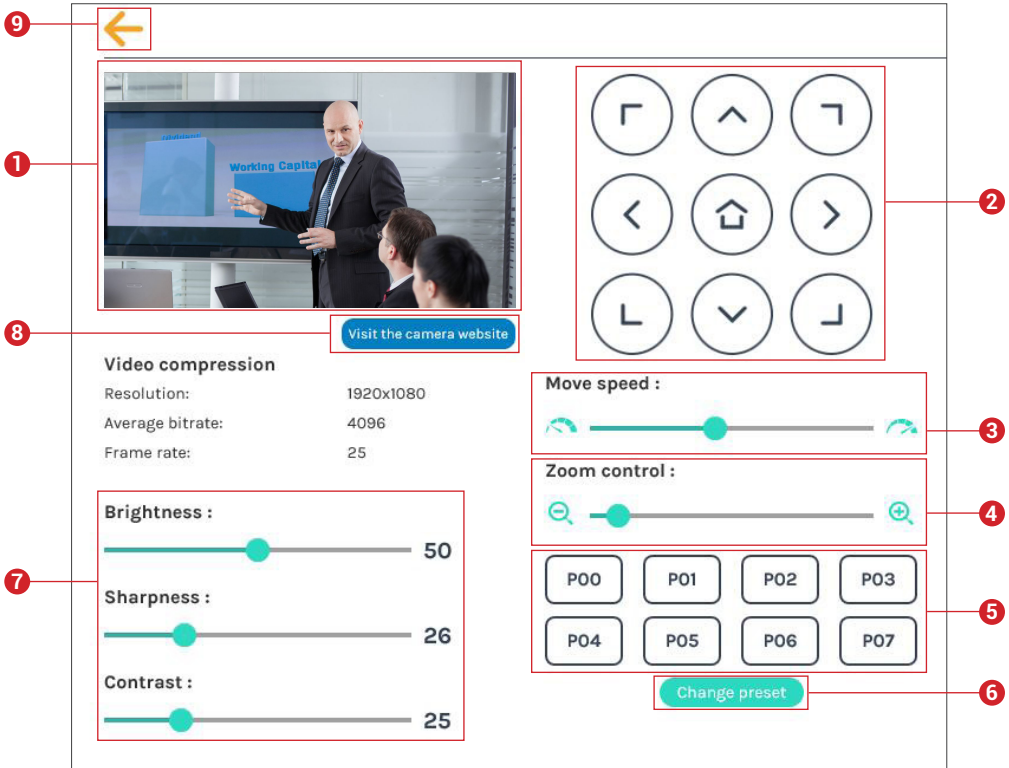 9
1
Working Capital
2
8
Visit the camera website
Video compression
Resolution: 1920x1080
Average bitrate: 4096
Frame rate: 25
Move speed :
3
Zoom control :
4
7
Brightness :
50
Sharpness :
26
Contrast :
25
P00 P01 P02 P03
5
P04 P05 P06 P07
Change preset
6